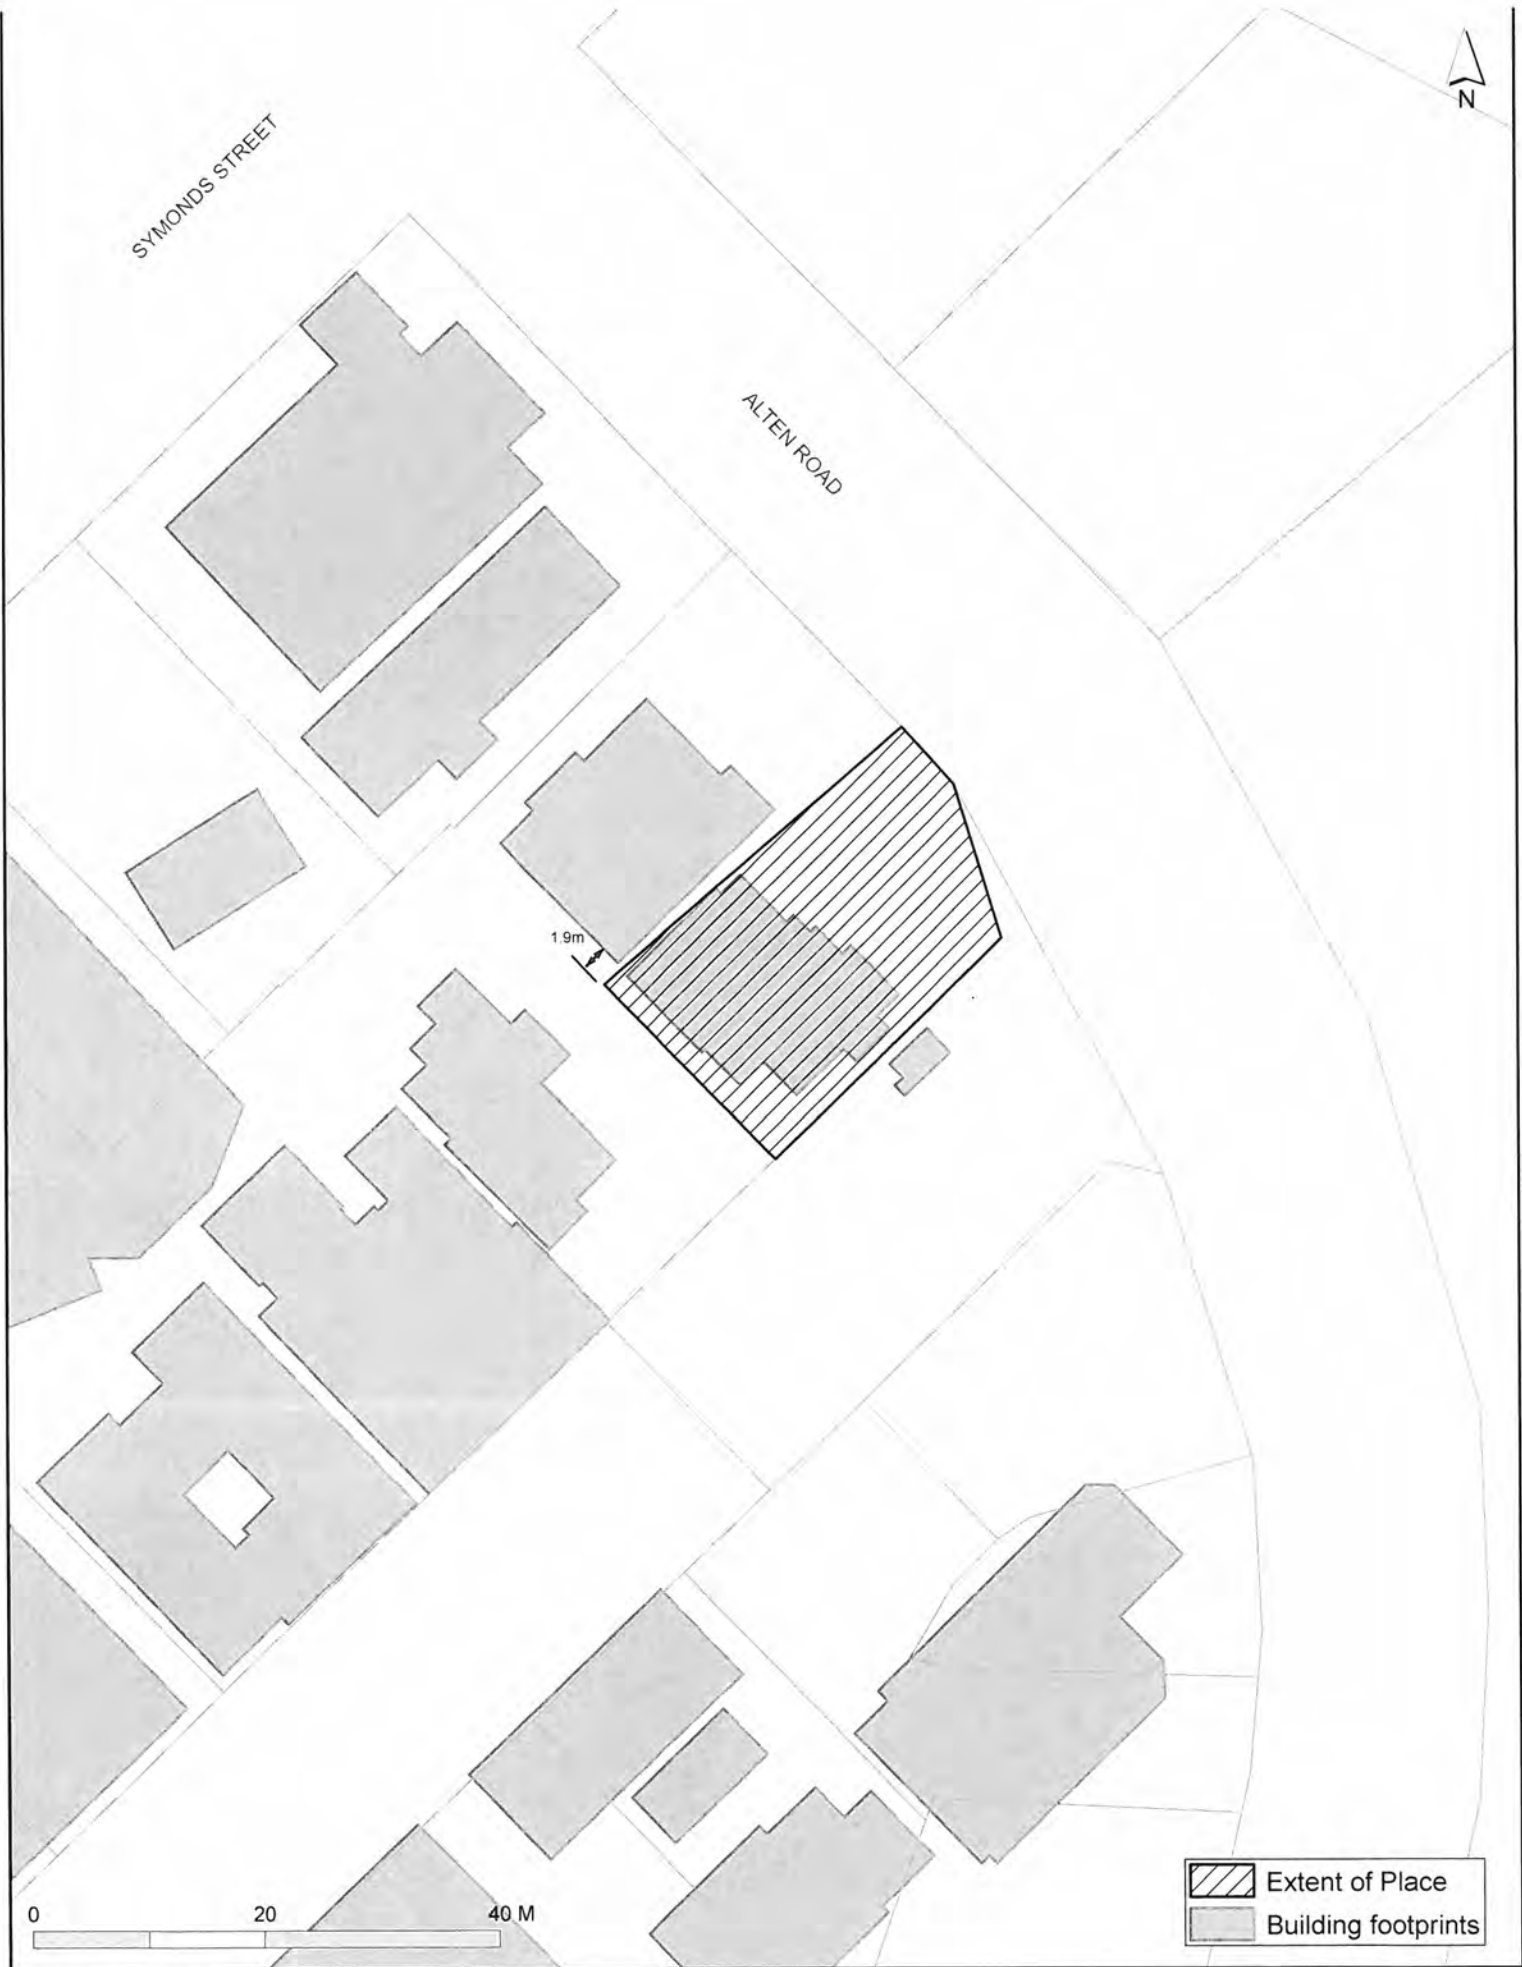 N
SYMONDS STREET
ALTEN ROAD
1.9m
0 20 40 M
Extent of Place
Building footprints